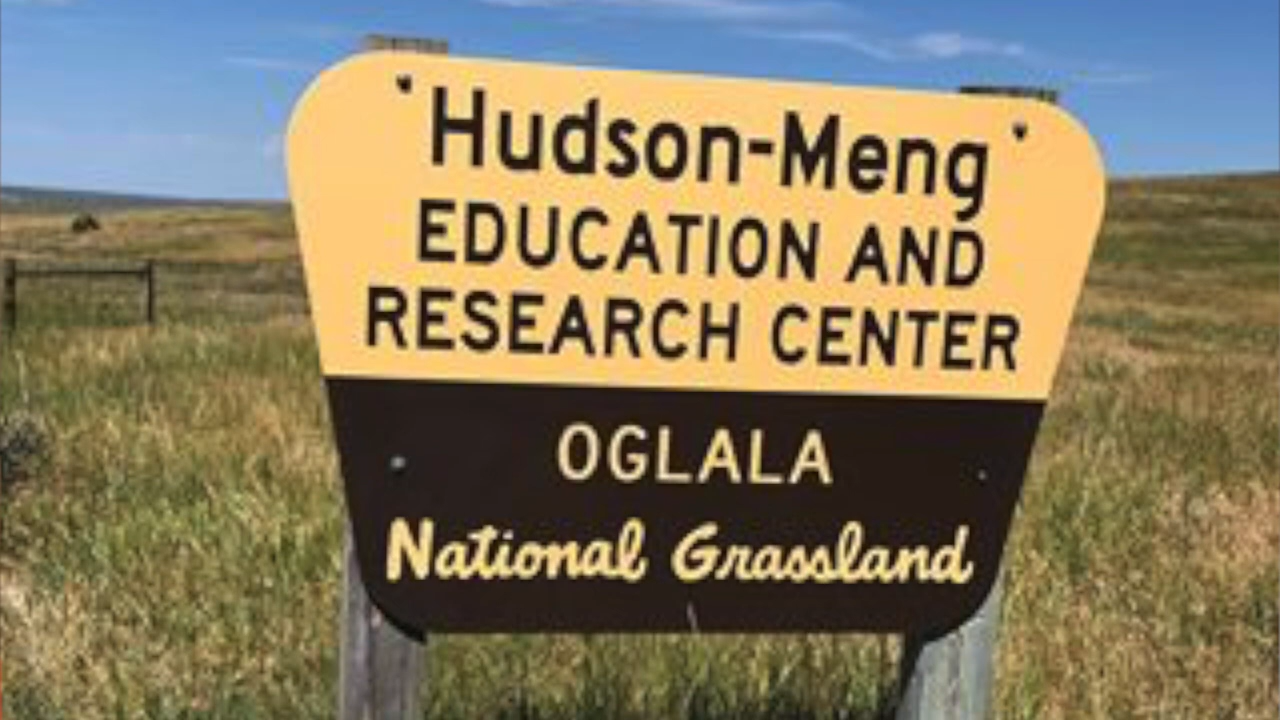 Hudson-Meng
EDUCATION AND
RESEARCH CENTER
OGLALA
National Grassland